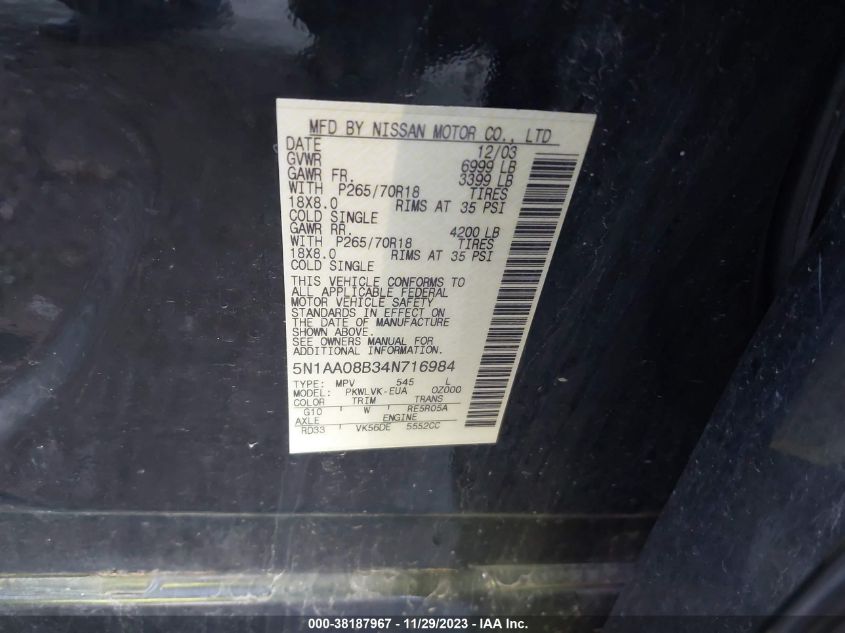 MFD BY NISSAN MOTOR CO., LTD
DATE 12/03
GVWR 6999 LB
GAWR FR. 3399 LB
WITH P265/70R18 TIRES
18X8.0 RIMS AT 35 PSI
COLD SINGLE
GAWR RR. 4200 LB
WITH P265/70R18 TIRES
18X8.0 RIMS AT 35 PSI
COLD SINGLE
THIS VEHICLE CONFORMS TO
ALL APPLICABLE FEDERAL
MOTOR VEHICLE SAFETY
STANDARDS IN EFFECT ON
THE DATE OF MANUFACTURE
SHOWN ABOVE.
SEE OWNERS MANUAL FOR
ADDITIONAL INFORMATION.
5N1AA08B34N716984
TYPE: MPV 545 L
MODEL: PKWLVK-EUA OZ000
COLOR TRIM TRANS
G10 W RE5R05A
AXLE ENGINE
RD33 VK56DE 5552CC
000-38187967 - 11/29/2023 - IAAI Inc.